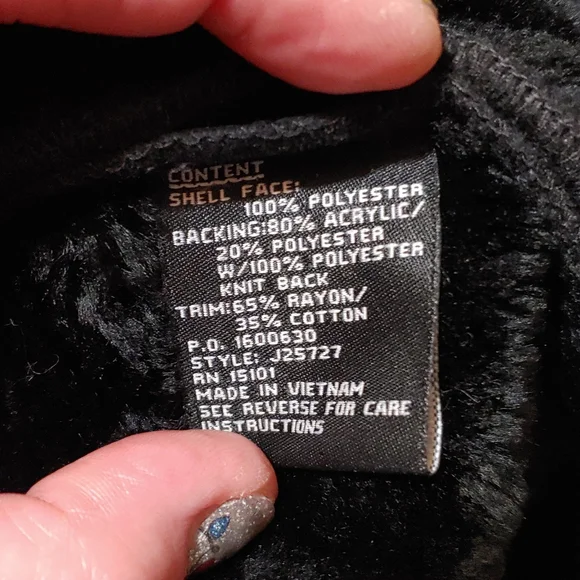 CONTENT
SHELL FACE:
100% POLYESTER
BACKING:80% ACRYLIC/
20% POLYESTER
W/100% POLYESTER
KNIT BACK
TRIM:65% RAYON/
35% COTTON
P.O. 1600630
STYLE: J25727
RN 15101
MADE IN VIETNAM
SEE REVERSE FOR CARE
INSTRUCTIONS